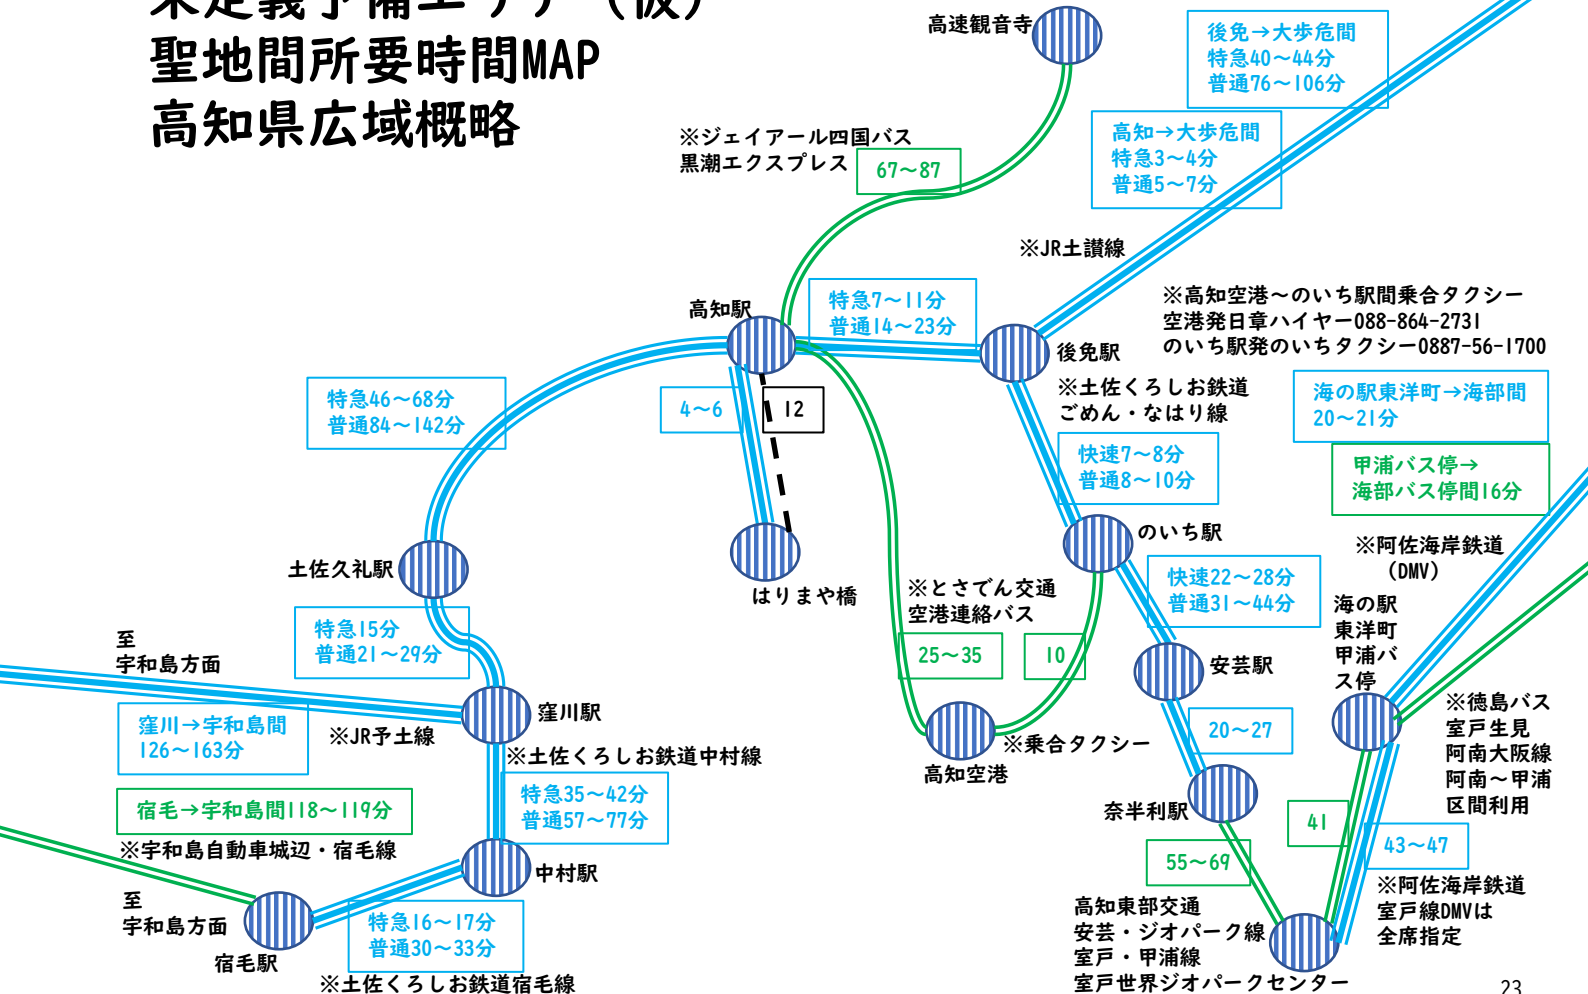 未定義予備エリア（仮）
聖地間所要時間MAP
高知県広域概略
高速観音寺
※ジェイアール四国バス
黒潮エクスプレス
67～87
後免→大歩危間
特急40～44分
普通76～106分
高知→大歩危間
特急3～4分
普通5～7分
※JR土讃線
高知駅
特急7～11分
普通14～23分
後免駅
※高知空港～のいち駅間乗合タクシー
空港発日章ハイヤー088-864-2731
のいち駅発のいちタクシー0887-56-1700
※土佐くろしお鉄道
ごめん・なはり線
海の駅東洋町→海部間
20～21分
甲浦バス停→
海部バス停間16分
特急46～68分
普通84～142分
4～6
12
快速7～8分
普通8～10分
のいち駅
※阿佐海岸鉄道
（DMV）
土佐久礼駅
はりまや橋
※とさでん交通
空港連絡バス
快速22～28分
普通31～44分
海の駅
東洋町
甲浦バ
ス停
特急15分
普通21～29分
至
宇和島方面
25～35
10
安芸駅
窪川駅
窪川→宇和島間
126～163分
※JR予土線
※土佐くろしお鉄道中村線
高知空港
※乗合タクシー
20～27
※徳島バス
室戸生見
阿南大阪線
阿南～甲浦
区間利用
宿毛→宇和島間118～119分
※宇和島自動車城辺・宿毛線
特急35～42分
普通57～77分
奈半利駅
41
43～47
55～69
中村駅
至
宇和島方面
宿毛駅
特急16～17分
普通30～33分
※土佐くろしお鉄道宿毛線
高知東部交通
安芸・ジオパーク線
室戸・甲浦線
室戸世界ジオパークセンター
※阿佐海岸鉄道
室戸線DMVは
全席指定
23